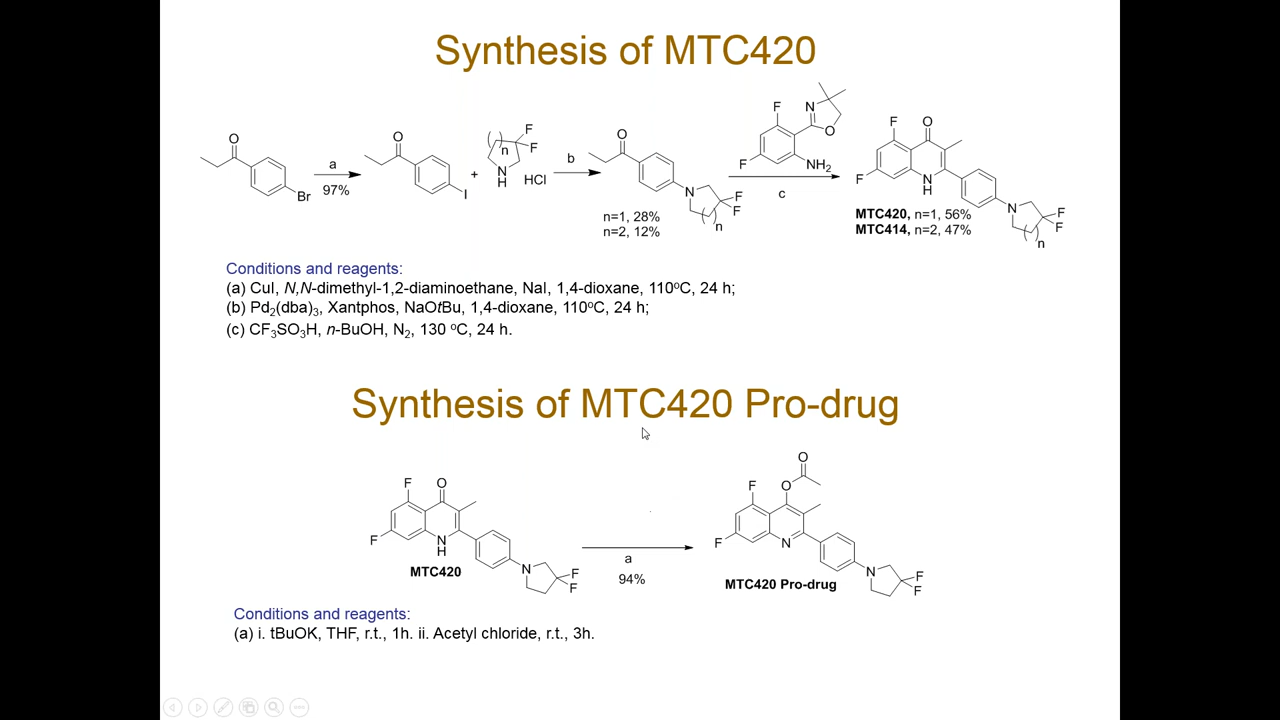 Synthesis of MTC420
O
Br
a
97%
O
I
+
( )n
F
F
N
H
HCl
b
O
N
F
F
( )n
n=1, 28%
n=2, 12%
F
F
N
O
NH2
c
F
O
F
N
H
N
F
F
( )n
MTC420, n=1, 56%
MTC414, n=2, 47%
Conditions and reagents:
(a) CuI, N,N-dimethyl-1,2-diaminoethane, NaI, 1,4-dioxane, 110°C, 24 h;
(b) Pd2(dba)3, Xantphos, NaOtBu, 1,4-dioxane, 110°C, 24 h;
(c) CF3SO3H, n-BuOH, N2, 130 °C, 24 h.
Synthesis of MTC420 Pro-drug
F
O
F
N
H
N
F
F
MTC420
a
94%
O
O
F
F
N
N
F
F
MTC420 Pro-drug
Conditions and reagents:
(a) i. tBuOK, THF, r.t., 1h. ii. Acetyl chloride, r.t., 3h.